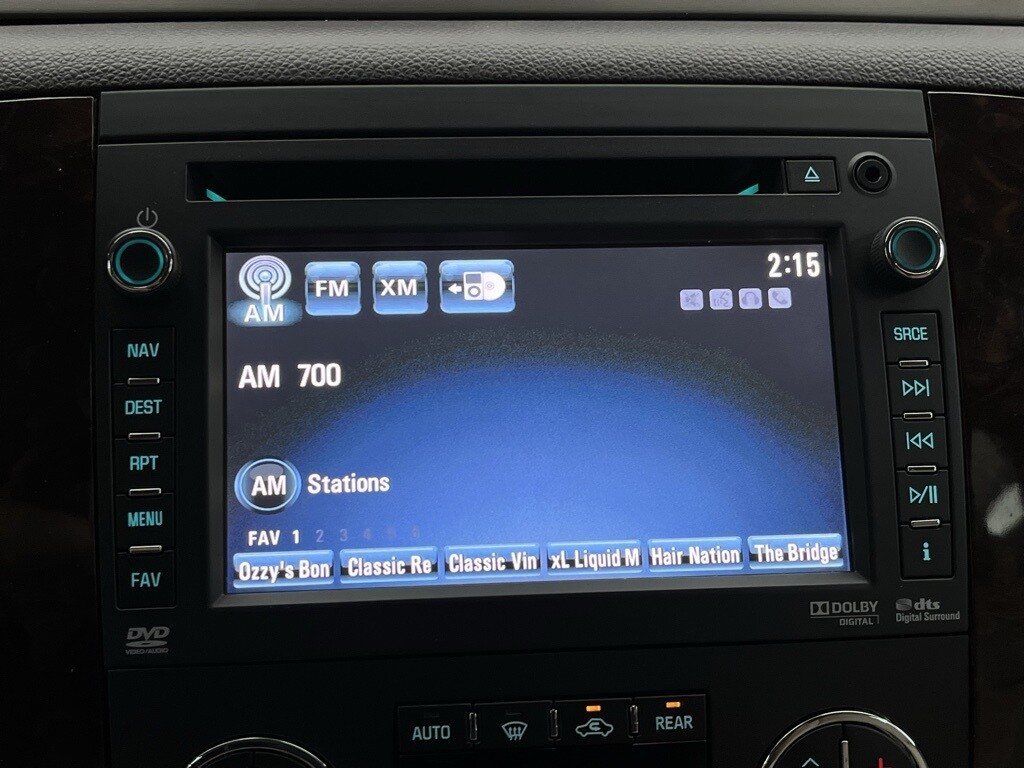 AM FM XM 2:15
AM 700
AM Stations
FAV 1 2 3 4 5 6
Ozzy's Bon Classic Re Classic Vin xL Liquid M Hair Nation The Bridge
NAV
DEST
RPT
MENU
FAV
SRCE
i
DVD
VIDEO/AUDIO
DOLBY
DIGITAL
dts
Digital Surround
AUTO REAR